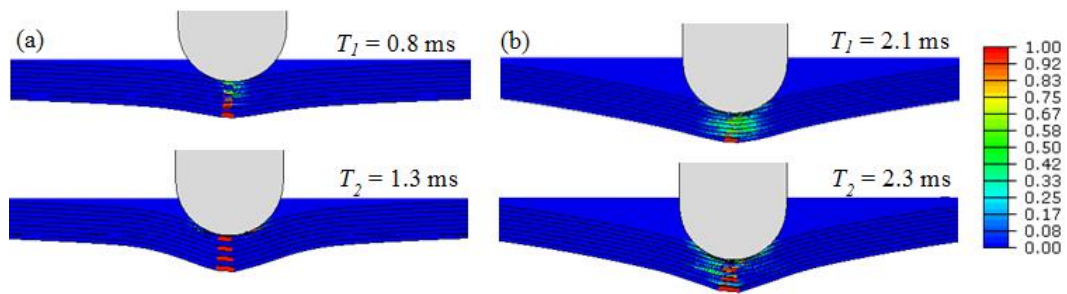 (a)
T₁ = 0.8 ms
T₂ = 1.3 ms
(b)
T₁ = 2.1 ms
T₂ = 2.3 ms
1.00
0.92
0.83
0.75
0.67
0.58
0.50
0.42
0.33
0.25
0.17
0.08
0.00